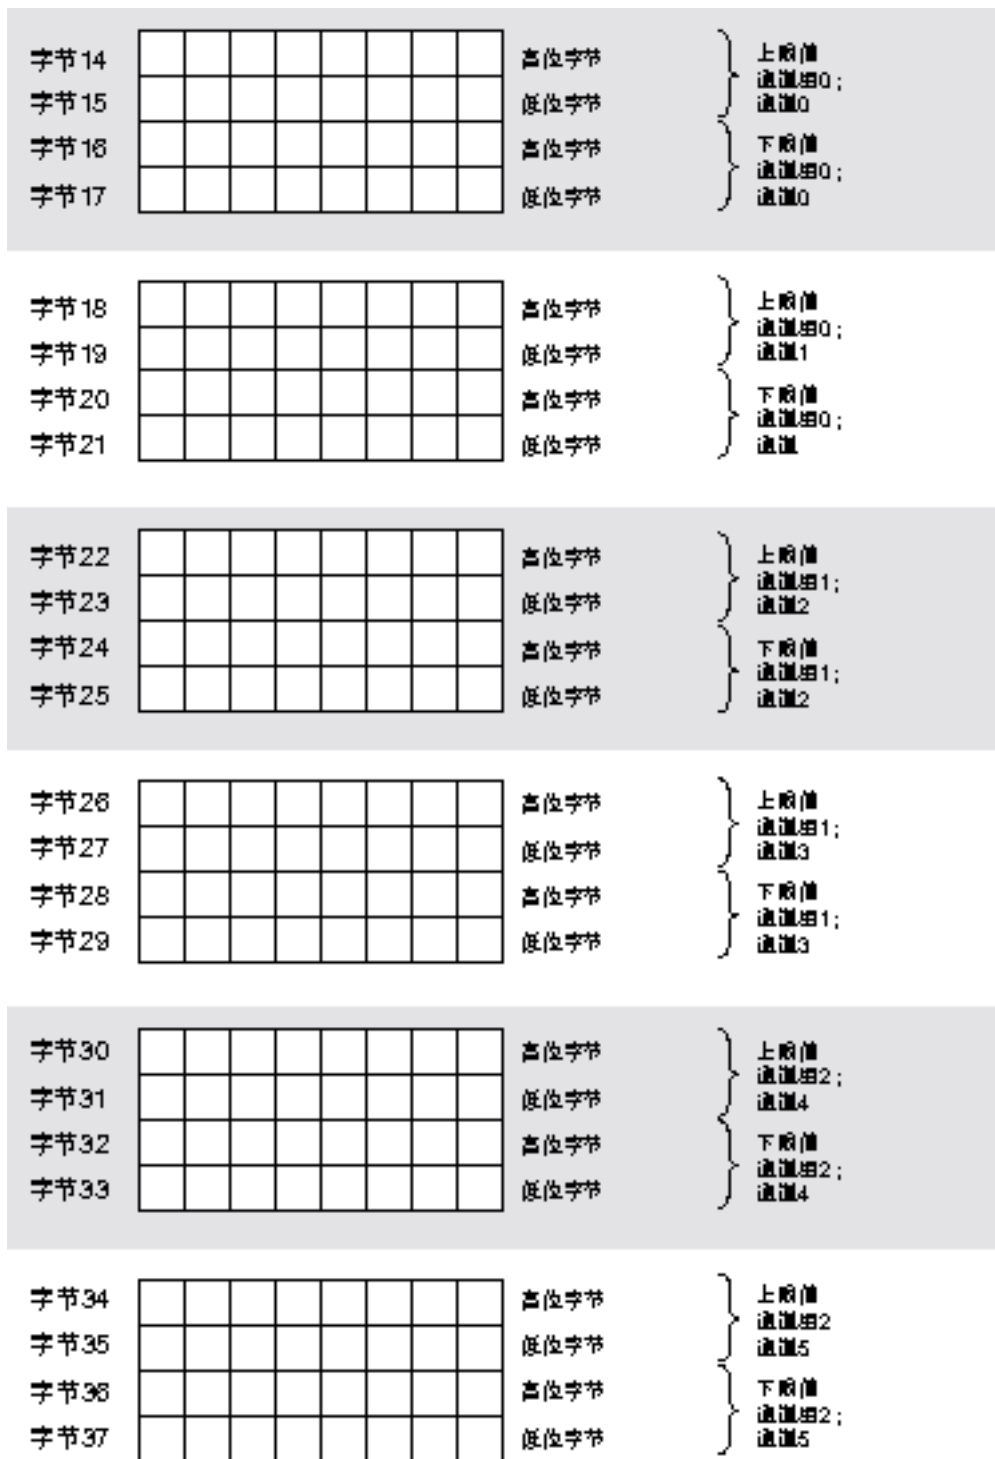 字节14 高位字节 上限值
通道组0;
字节15 低位字节 通道0
字节16 高位字节 下限值
通道组0;
字节17 低位字节 通道0
字节18 高位字节 上限值
通道组0;
字节19 低位字节 通道1
字节20 高位字节 下限值
通道组0;
字节21 低位字节 通道
字节22 高位字节 上限值
通道组1;
字节23 低位字节 通道2
字节24 高位字节 下限值
通道组1;
字节25 低位字节 通道2
字节26 高位字节 上限值
通道组1;
字节27 低位字节 通道3
字节28 高位字节 下限值
通道组1;
字节29 低位字节 通道3
字节30 高位字节 上限值
通道组2;
字节31 低位字节 通道4
字节32 高位字节 下限值
通道组2;
字节33 低位字节 通道4
字节34 高位字节 上限值
通道组2
字节35 低位字节 通道5
字节36 高位字节 下限值
通道组2;
字节37 低位字节 通道5